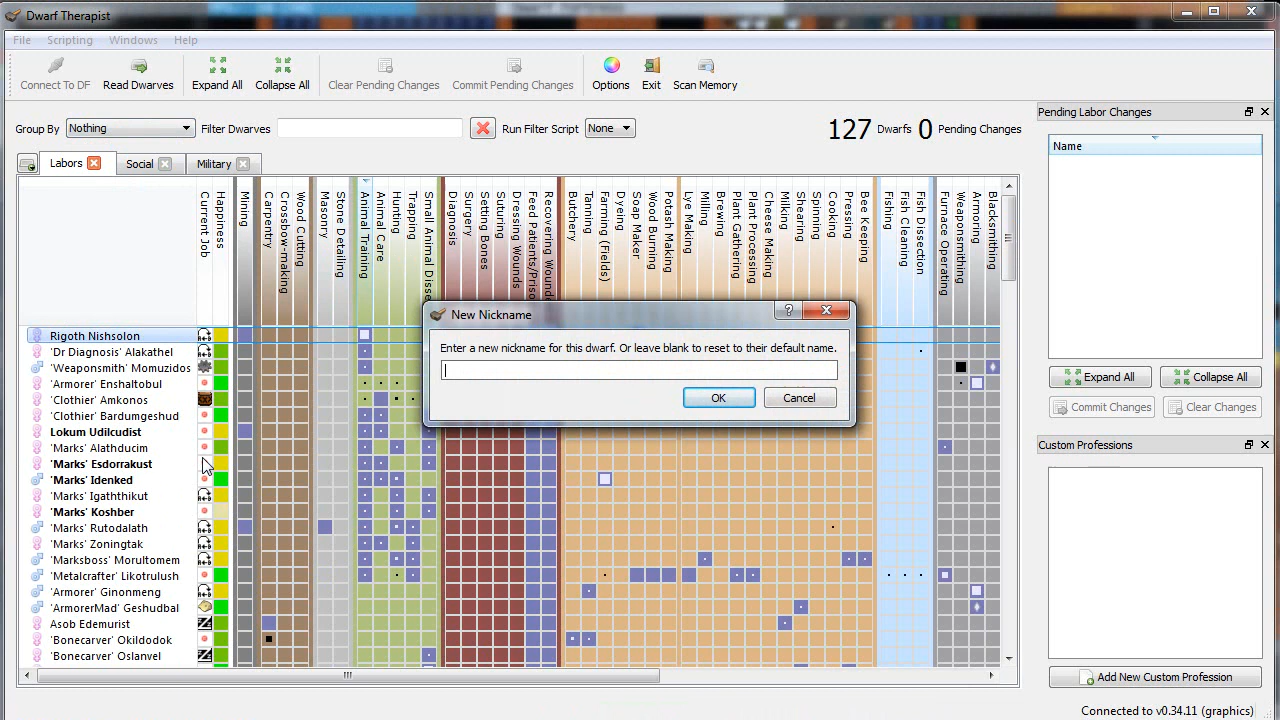 Dwarf Therapist
File Scripting Windows Help
Connect To DF Read Dwarves Expand All Collapse All Clear Pending Changes Commit Pending Changes Options Exit Scan Memory
Group By Nothing Filter Dwarves Run Filter Script None 127 Dwarfs 0 Pending Changes
Labors Social Military
Current Job
Happiness
Mining
Carpentry
Crossbow-making
Wood Cutting
Masonry
Stone Detailing
Animal Training
Animal Care
Hunting
Trapping
Small Animal Disse
Diagnosis
Surgery
Setting Bones
Suturing
Dressing Wounds
Feed Patients/Priso
Recovering Wounde
Butchery
Tanning
Farming (Fields)
Dyeing
Soap Maker
Wood Burning
Potash Making
Lye Making
Milling
Brewing
Plant Gathering
Plant Processing
Cheese Making
Milking
Shearing
Spinning
Cooking
Pressing
Bee Keeping
Fishing
Fish Cleaning
Fish Dissection
Furnace Operating
Weaponsmithing
Armoring
Blacksmithing
Rigoth Nishsolon
'Dr Diagnosis' Alakathel
'Weaponsmith' Momuzidos
'Armorer' Enshaltobul
'Clothier' Amkonos
'Clothier' Bardumgeshud
Lokum Udilcudist
'Marks' Alathducim
'Marks' Esdorrakust
'Marks' Idenked
'Marks' Igaththikut
'Marks' Koshber
'Marks' Rutodalath
'Marks' Zoningtak
'Marksboss' Morultomem
'Metalcrafter' Likotrulush
'Armorer' Ginonmeng
'ArmorerMad' Geshudbal
Asob Edemurist
'Bonecarver' Okildodok
'Bonecarver' Oslanvel
New Nickname
Enter a new nickname for this dwarf. Or leave blank to reset to their default name.
OK Cancel
Pending Labor Changes
Name
Expand All Collapse All
Commit Changes Clear Changes
Custom Professions
Add New Custom Profession
Connected to v0.34.11 (graphics)